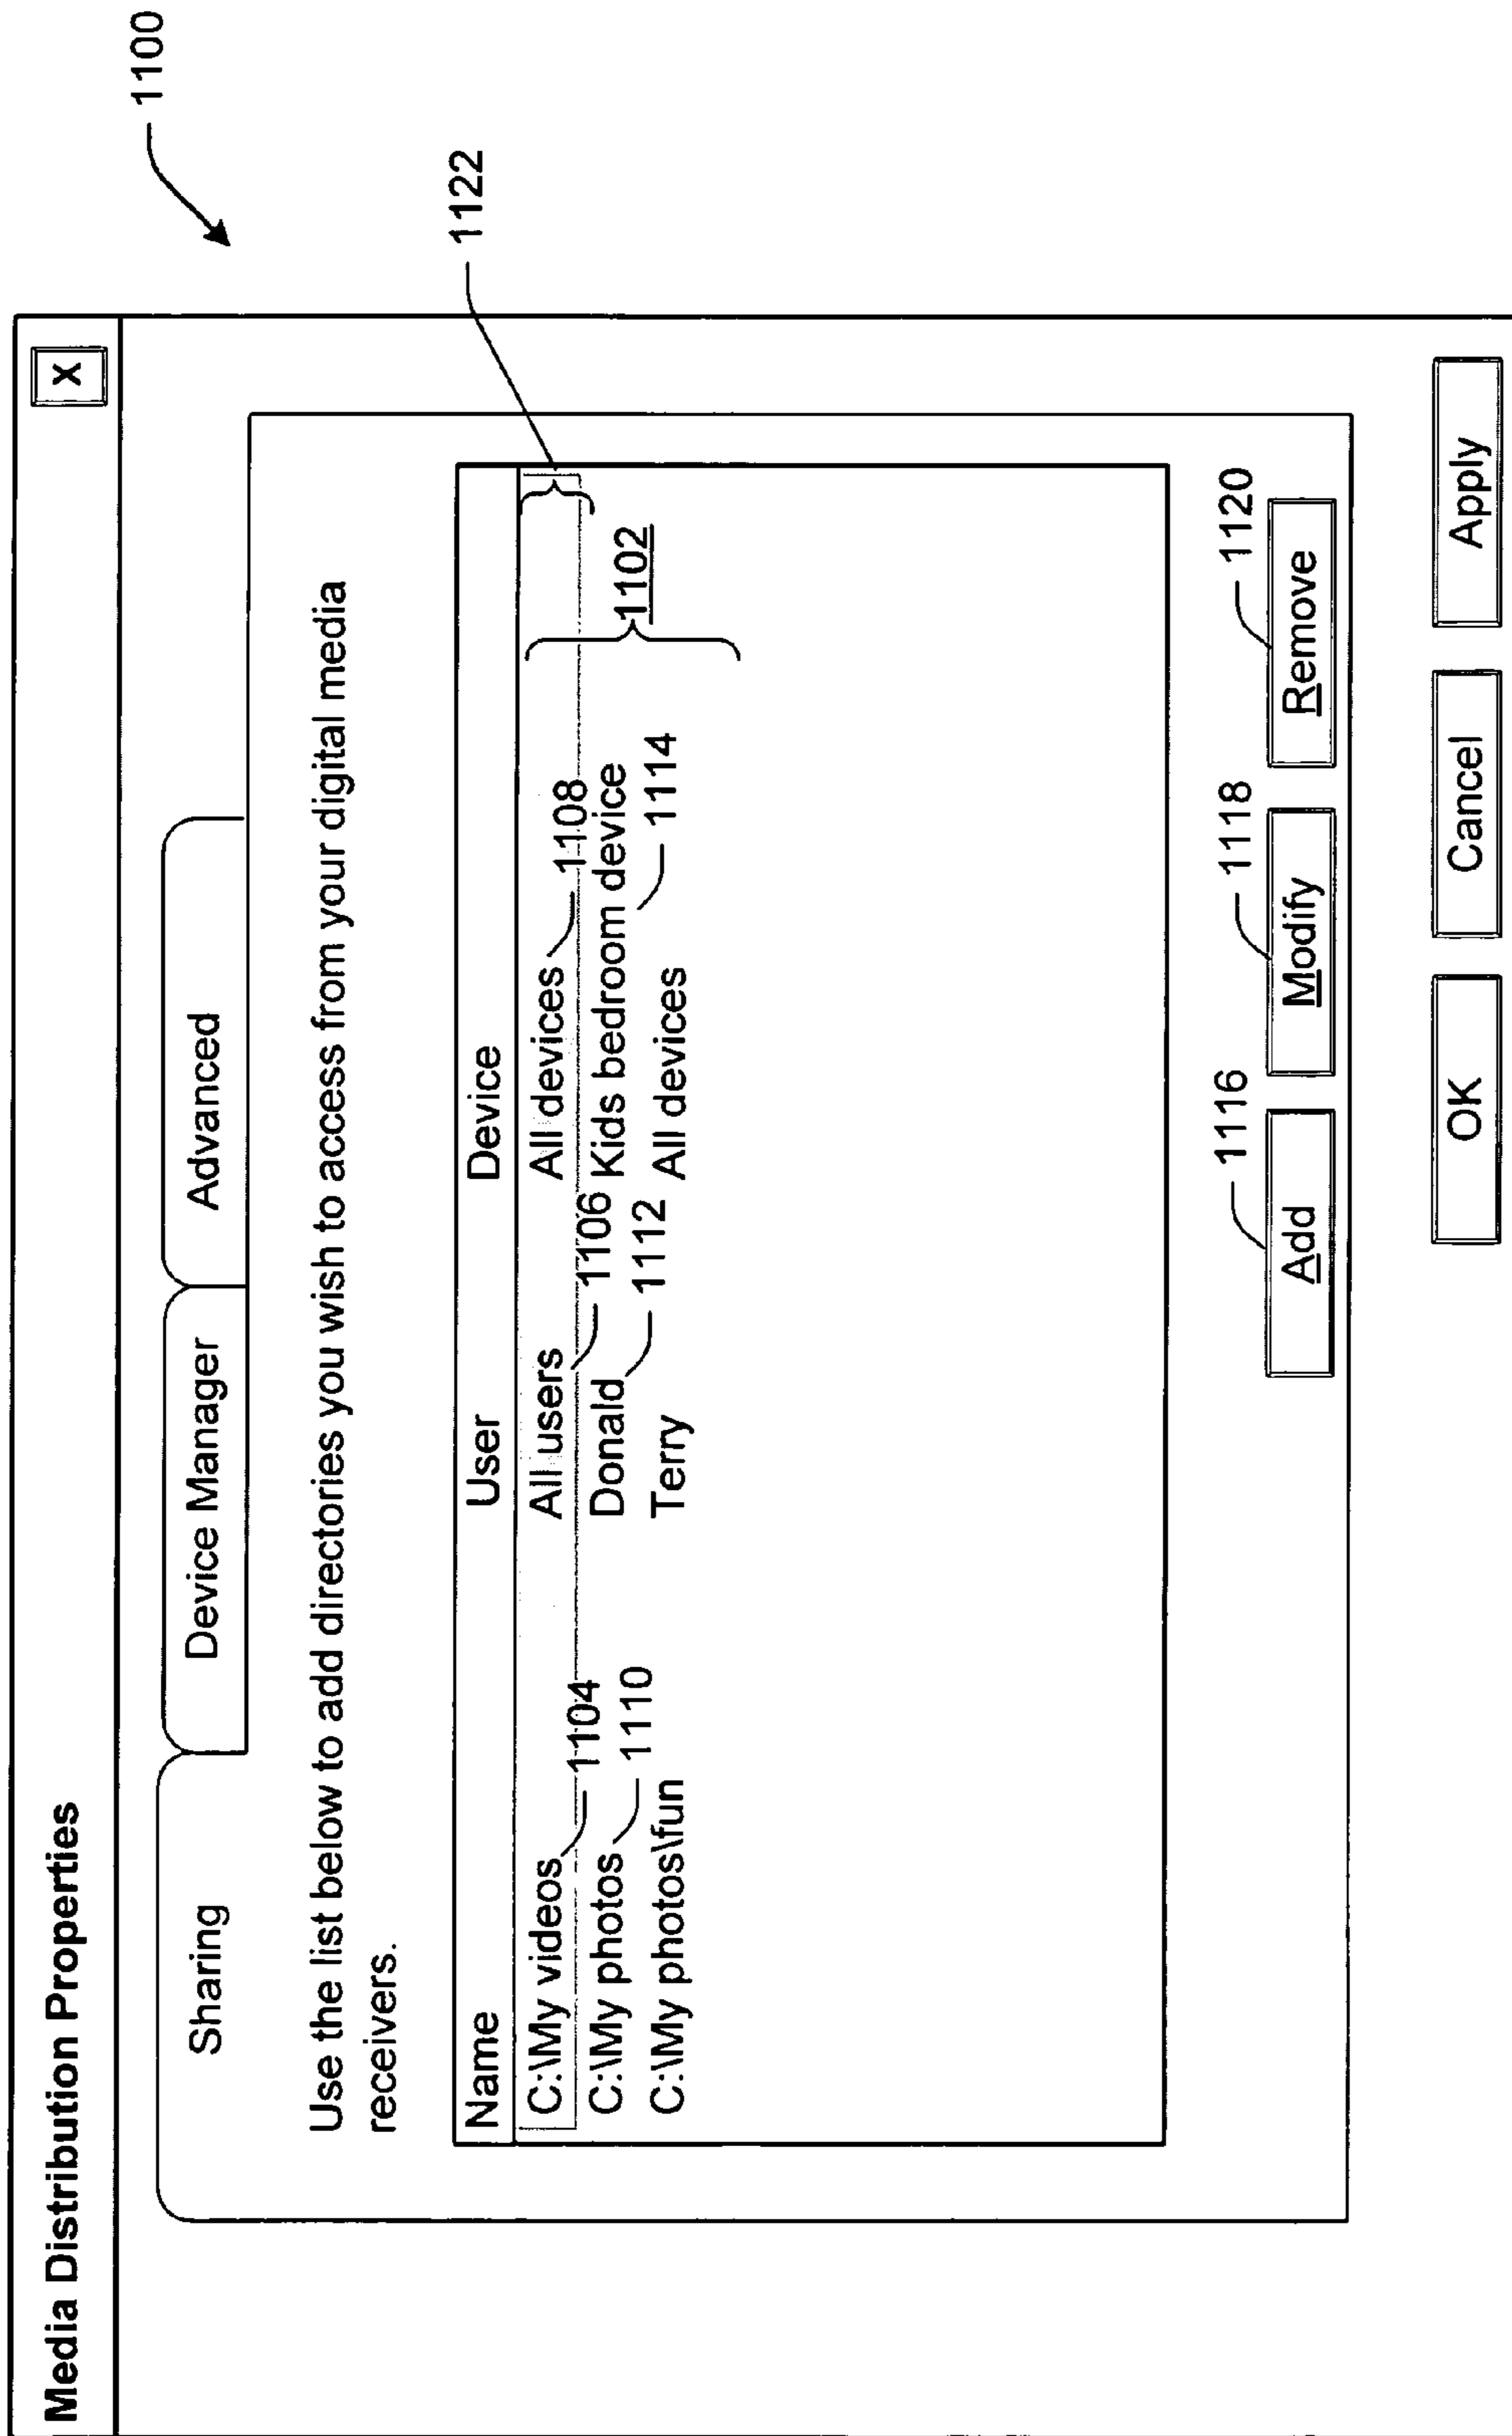 1100
Media Distribution Properties X
Sharing Device Manager Advanced
1122
Use the list below to add directories you wish to access from your digital media
receivers.
Name User Device
C:\My videos 1104 All users 1106 All devices 1108
C:\My photos 1110 Donald 1112 Kids bedroom device 1114
C:\My photos\fun Terry All devices
1102
1116 1118 1120
Add Modify Remove
OK Cancel Apply